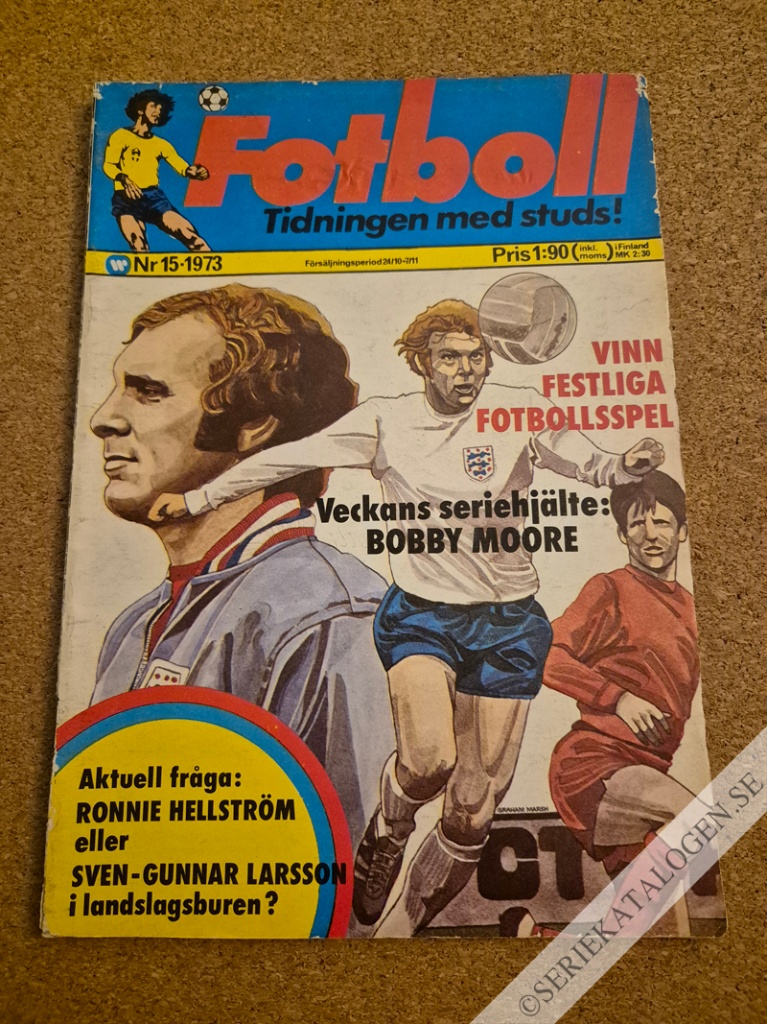 Fotboll
Tidningen med studs!
W Nr 15-1973
Försäljningsperiod 24/10-7/11
Pris 1:90 (inkl. moms) i Finland MK 2:30
VINN
FESTLIGA
FOTBOLLSSPEL
Veckans seriehjälte:
BOBBY MOORE
Aktuell fråga:
RONNIE HELLSTRÖM
eller
SVEN-GUNNAR LARSSON
i landslagsburen?
GRAHAM MARSH
CT
©SERIEKATALOGEN.SE